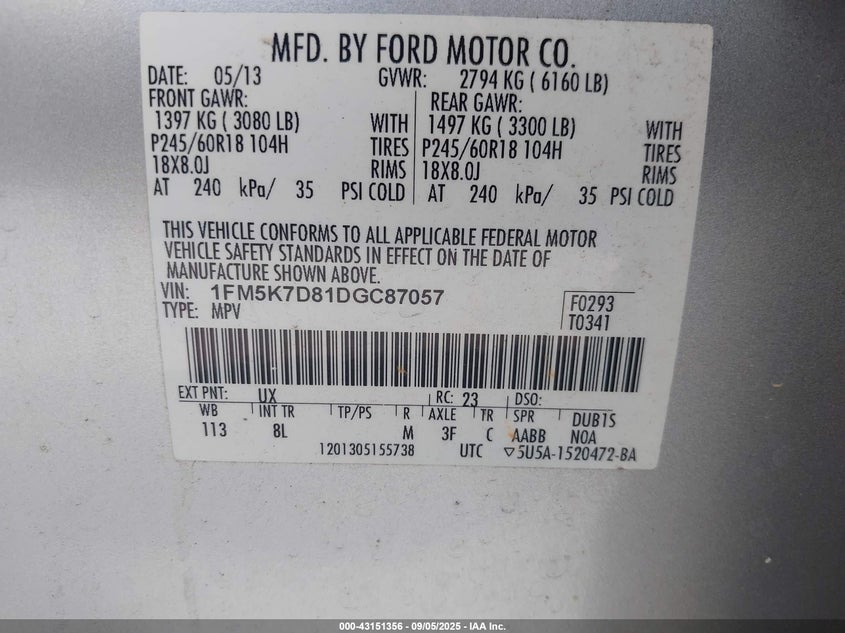 MFD. BY FORD MOTOR CO.
DATE: 05/13 GVWR: 2794 KG ( 6160 LB)
FRONT GAWR: REAR GAWR:
1397 KG ( 3080 LB) WITH 1497 KG ( 3300 LB) WITH
P245/60R18 104H TIRES P245/60R18 104H TIRES
18X8.0J RIMS 18X8.0J RIMS
AT 240 kPa/ 35 PSI COLD AT 240 kPa/ 35 PSI COLD
THIS VEHICLE CONFORMS TO ALL APPLICABLE FEDERAL MOTOR
VEHICLE SAFETY STANDARDS IN EFFECT ON THE DATE OF
MANUFACTURE SHOWN ABOVE.
VIN: 1FM5K7D81DGC87057 F0293
TYPE: MPV T0341
EXT PNT: UX RC: 23 DSO:
WB INT TR TP/PS R AXLE TR SPR DUB1S
113 8L M 3F C AABB NOA
1201305155738 UTC ▽5U5A-1520472-BA
000-43151356 - 09/05/2025 - IAA Inc.